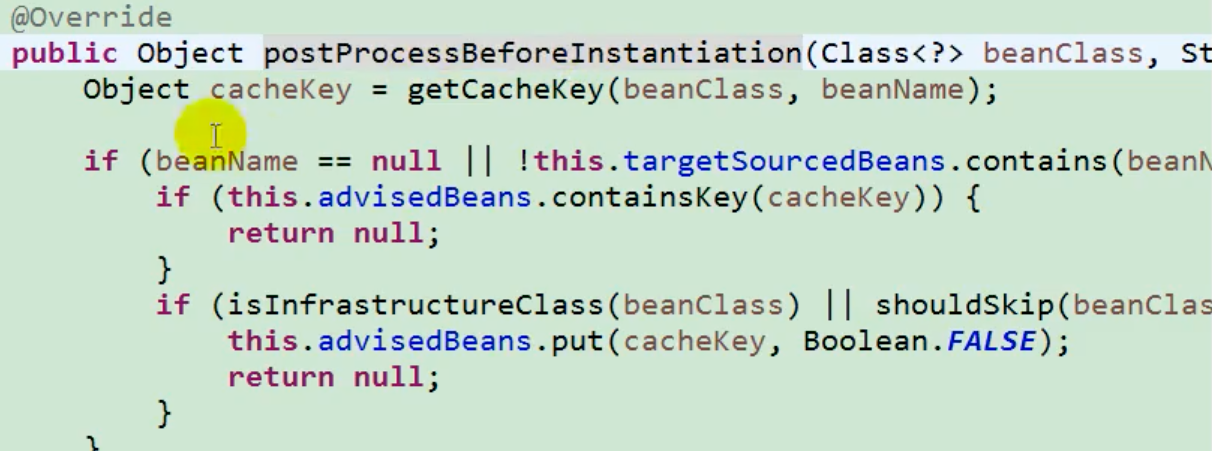 @Override
public Object postProcessBeforeInstantiation(Class<?> beanClass, St
Object cacheKey = getCacheKey(beanClass, beanName);
if (beanName == null || !this.targetSourcedBeans.contains(beanN
if (this.advisedBeans.containsKey(cacheKey)) {
return null;
}
if (isInfrastructureClass(beanClass) || shouldSkip(beanClas
this.advisedBeans.put(cacheKey, Boolean.FALSE);
return null;
}
}